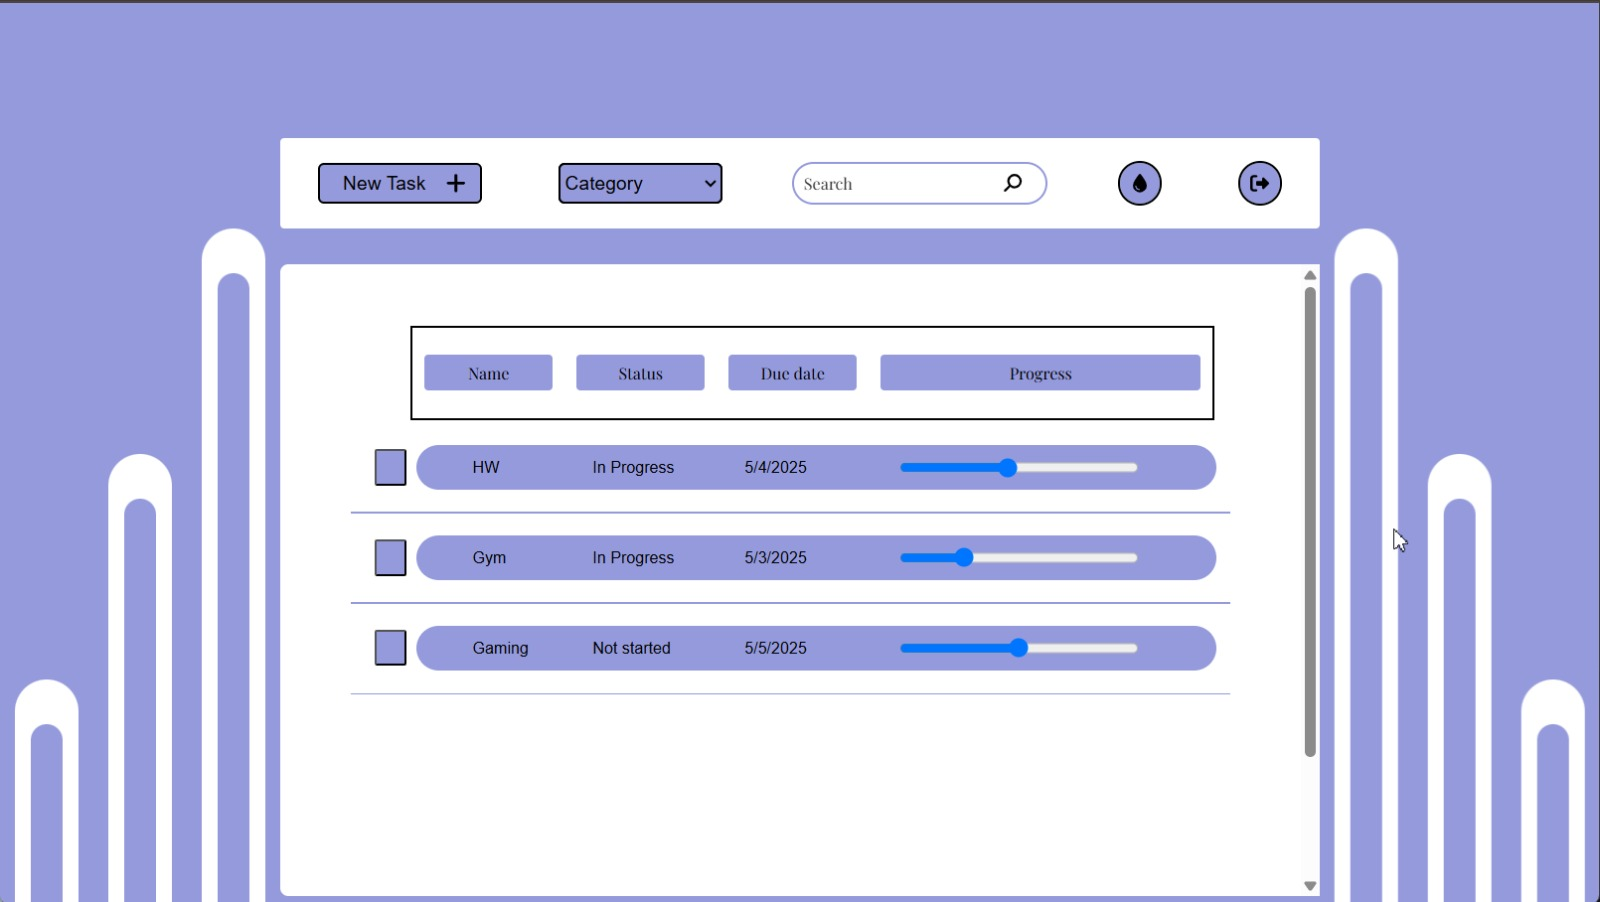 New Task
Category
Search
Name Status Due date Progress
HW In Progress 5/4/2025
Gym In Progress 5/3/2025
Gaming Not started 5/5/2025